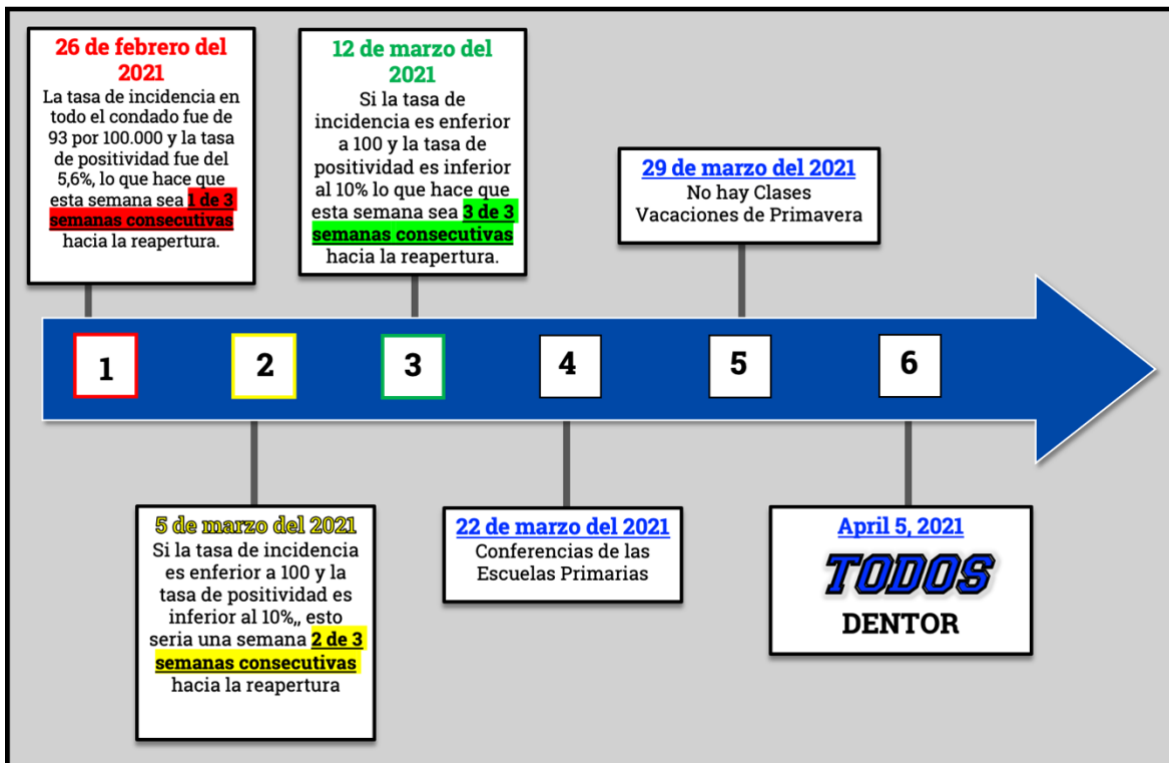 26 de febrero del
2021
La tasa de incidencia en
todo el condado fue de
93 por 100.000 y la tasa
de positividad fue del
5,6%, lo que hace que
esta semana sea 1 de 3
semanas consecutivas
hacia la reapertura.
12 de marzo del
2021
Si la tasa de
incidencia es enferior
a 100 y la tasa de
positividad es inferior
al 10% lo que hace que
esta semana sea 3 de 3
semanas consecutivas
hacia la reapertura.
29 de marzo del 2021
No hay Clases
Vacaciones de Primavera
1
2
3
4
5
6
5 de marzo del 2021
Si la tasa de incidencia
es enferior a 100 y la
tasa de positividad es
inferior al 10%,, esto
seria una semana 2 de 3
semanas consecutivas
hacia la reapertura
22 de marzo del 2021
Conferencias de las
Escuelas Primarias
April 5, 2021
TODOS
DENTOR